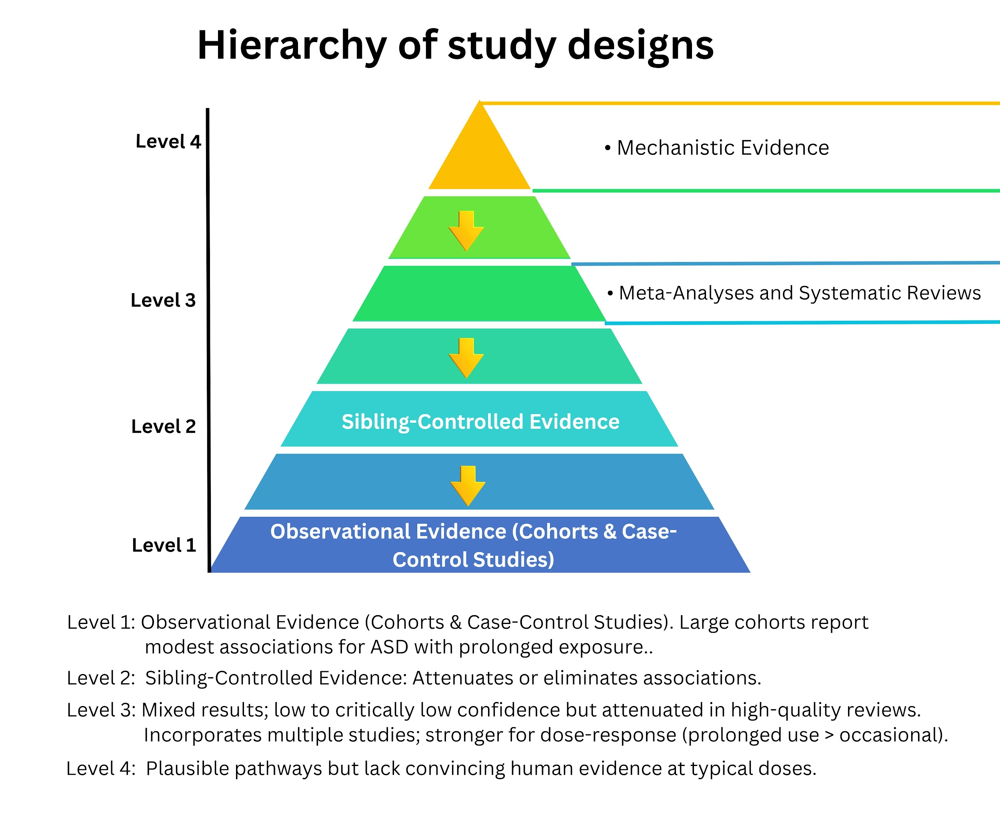 Hierarchy of study designs
Level 4
• Mechanistic Evidence
Level 3
• Meta-Analyses and Systematic Reviews
Level 2
Sibling-Controlled Evidence
Level 1
Observational Evidence (Cohorts & Case-
Control Studies)
Level 1: Observational Evidence (Cohorts & Case-Control Studies). Large cohorts report
modest associations for ASD with prolonged exposure..
Level 2: Sibling-Controlled Evidence: Attenuates or eliminates associations.
Level 3: Mixed results; low to critically low confidence but attenuated in high-quality reviews.
Incorporates multiple studies; stronger for dose-response (prolonged use > occasional).
Level 4: Plausible pathways but lack convincing human evidence at typical doses.